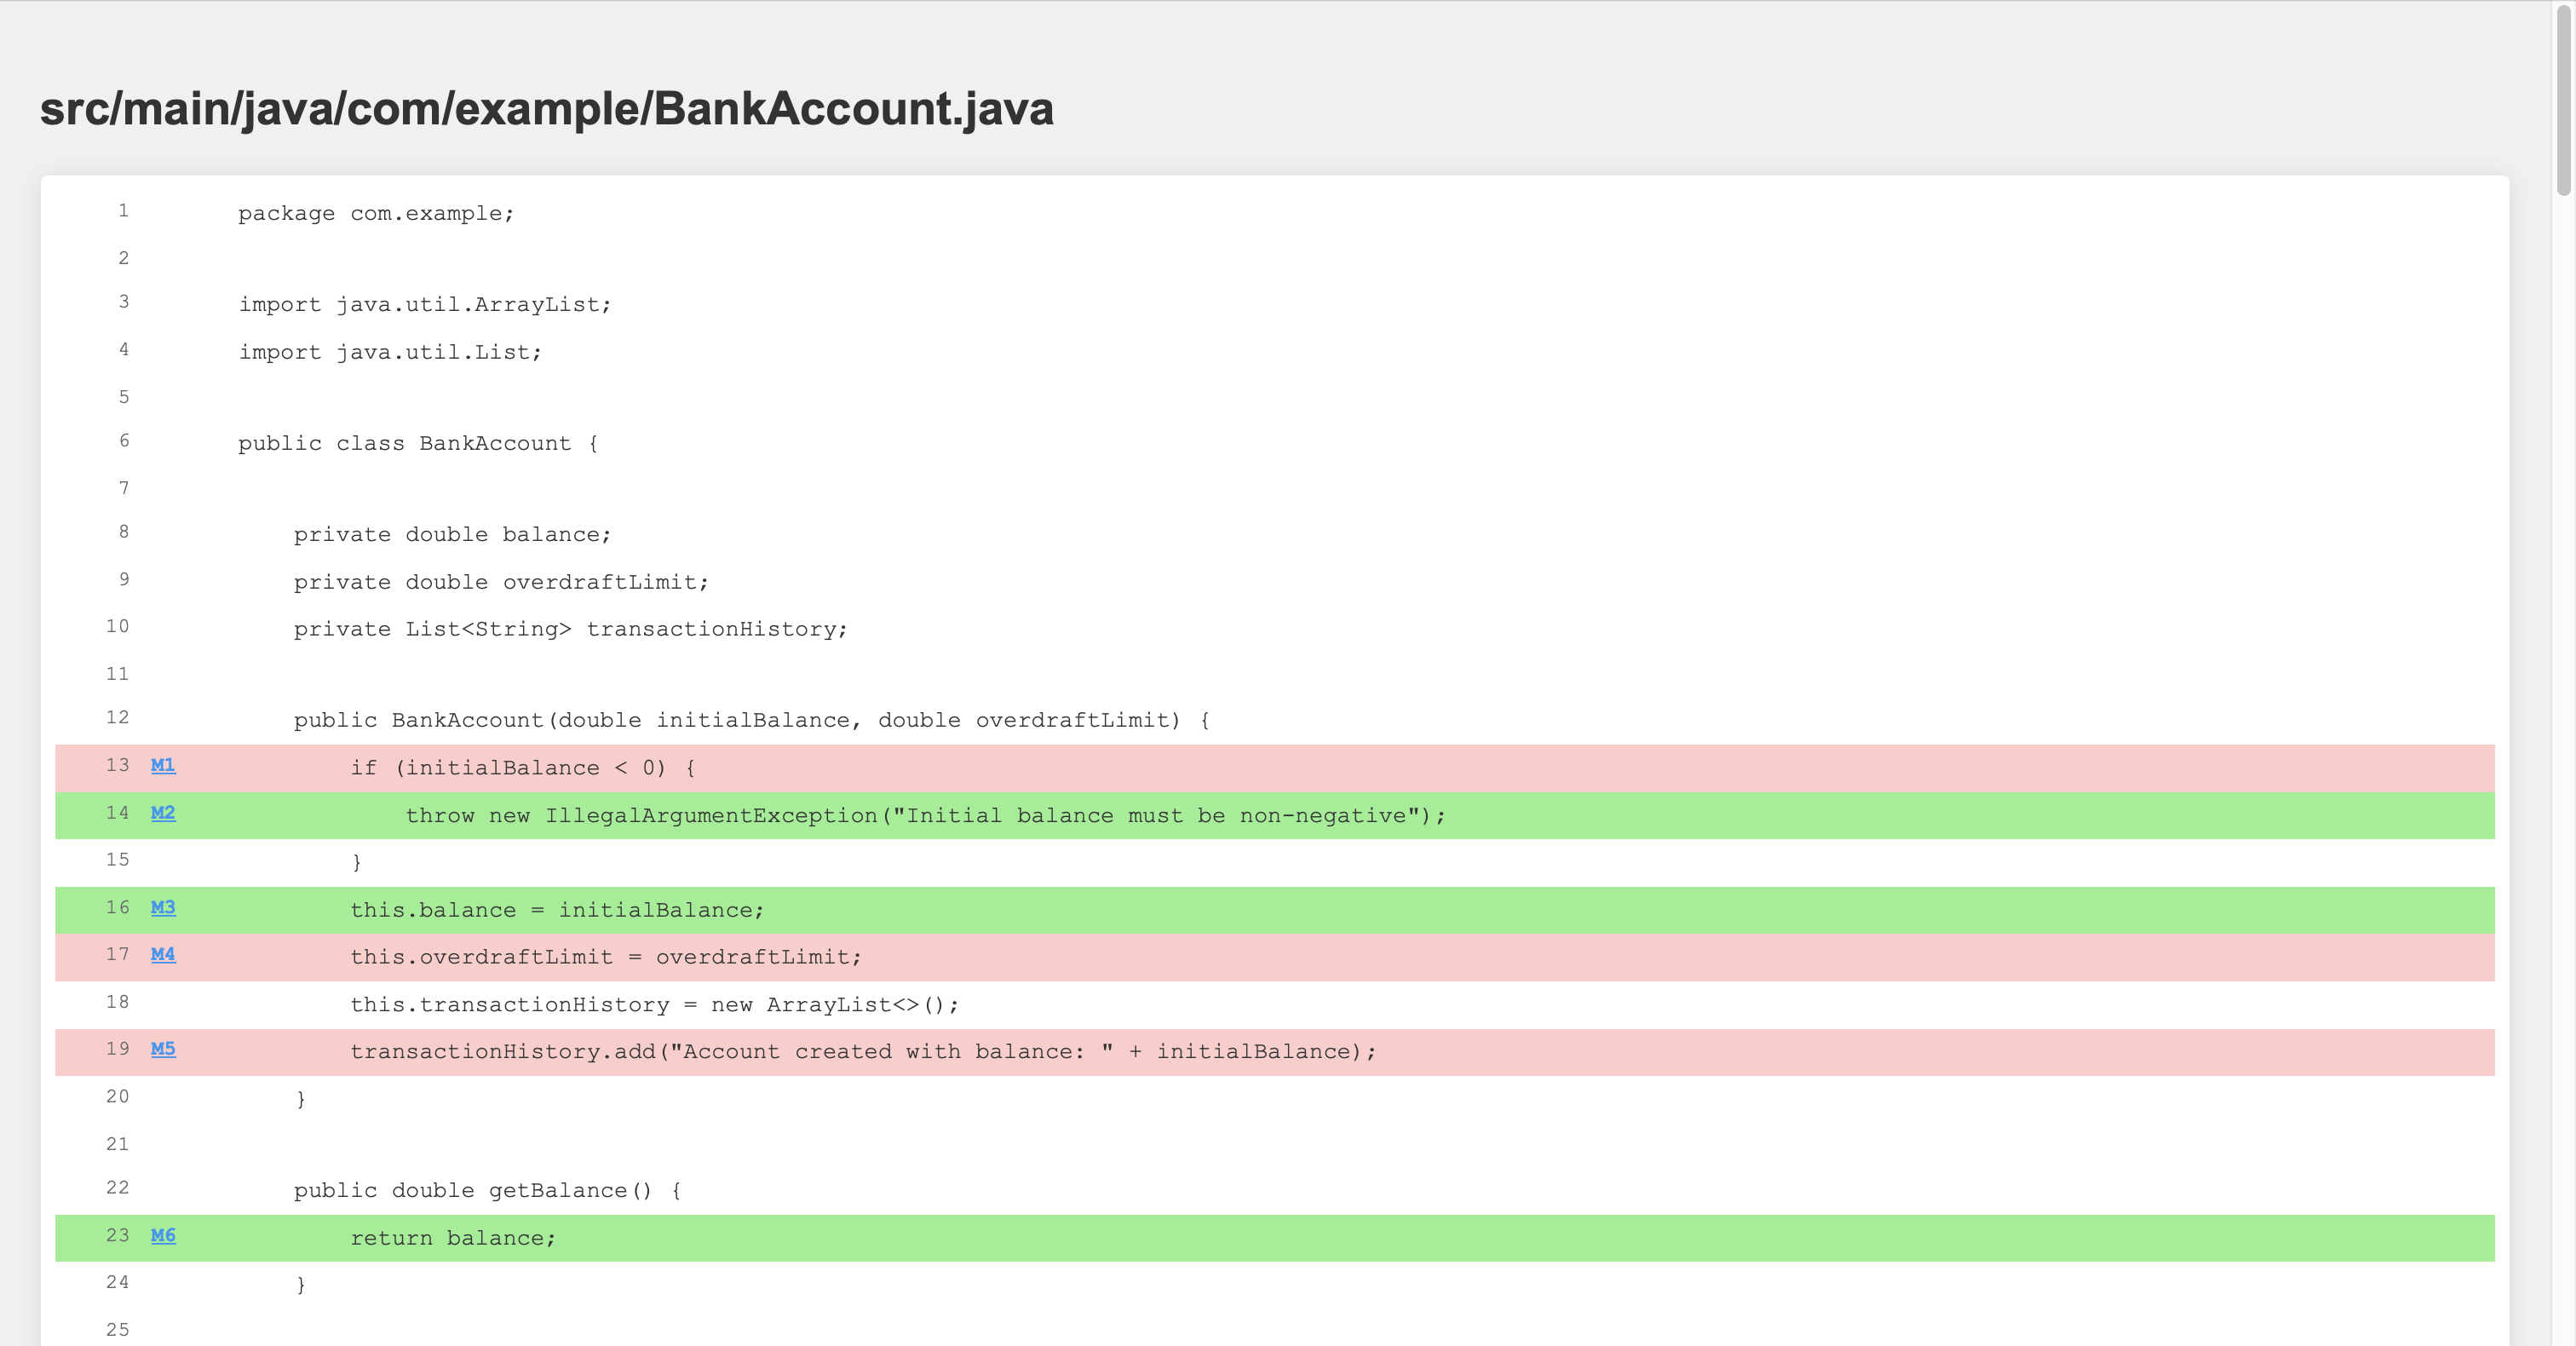 src/main/java/com/example/BankAccount.java
1 package com.example;
2
3 import java.util.ArrayList;
4 import java.util.List;
5
6 public class BankAccount {
7
8 private double balance;
9 private double overdraftLimit;
10 private List<String> transactionHistory;
11
12 public BankAccount(double initialBalance, double overdraftLimit) {
13 M1 if (initialBalance < 0) {
14 M2 throw new IllegalArgumentException("Initial balance must be non-negative");
15 }
16 M3 this.balance = initialBalance;
17 M4 this.overdraftLimit = overdraftLimit;
18 this.transactionHistory = new ArrayList<>();
19 M5 transactionHistory.add("Account created with balance: " + initialBalance);
20 }
21
22 public double getBalance() {
23 M6 return balance;
24 }
25